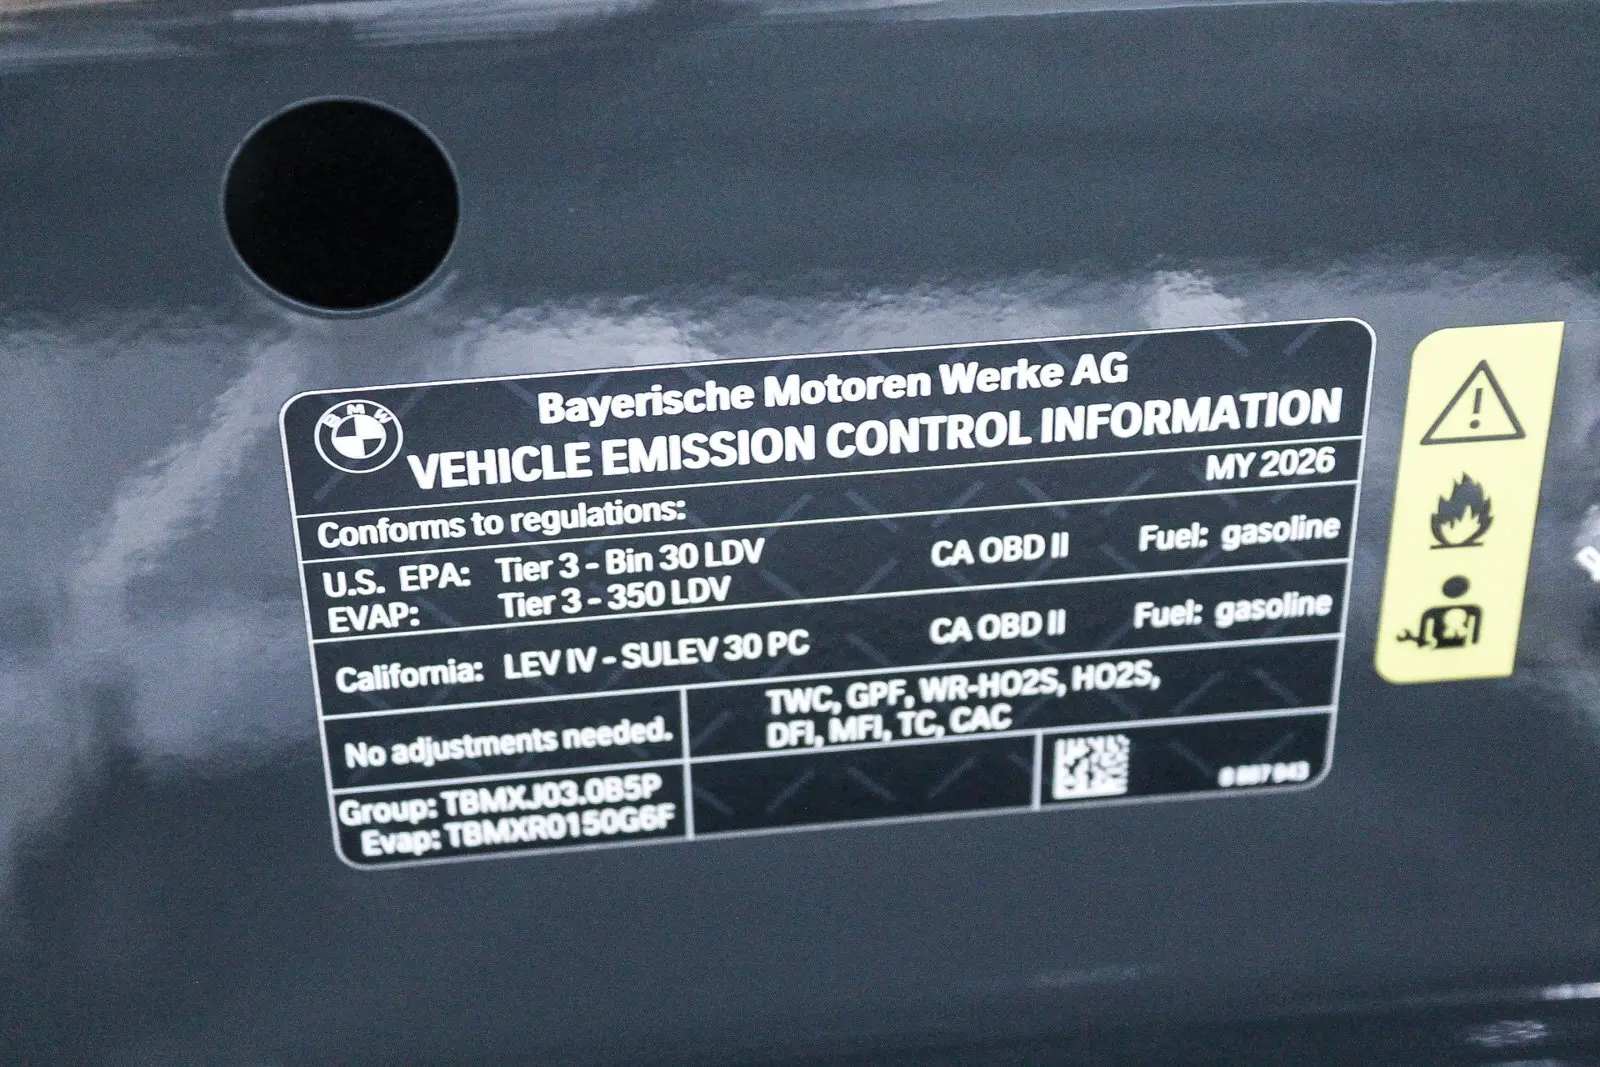 BMW
Bayerische Motoren Werke AG
VEHICLE EMISSION CONTROL INFORMATION
MY 2026
Conforms to regulations:
U.S. EPA: Tier 3 - Bin 30 LDV CA OBD II Fuel: gasoline
EVAP: Tier 3 - 350 LDV
California: LEV IV - SULEV 30 PC CA OBD II Fuel: gasoline
No adjustments needed.
TWC, GPF, WR-HO2S, HO2S,
DFI, MFI, TC, CAC
Group: TBMXJ03.0B5P
Evap: TBMXR0150G6F